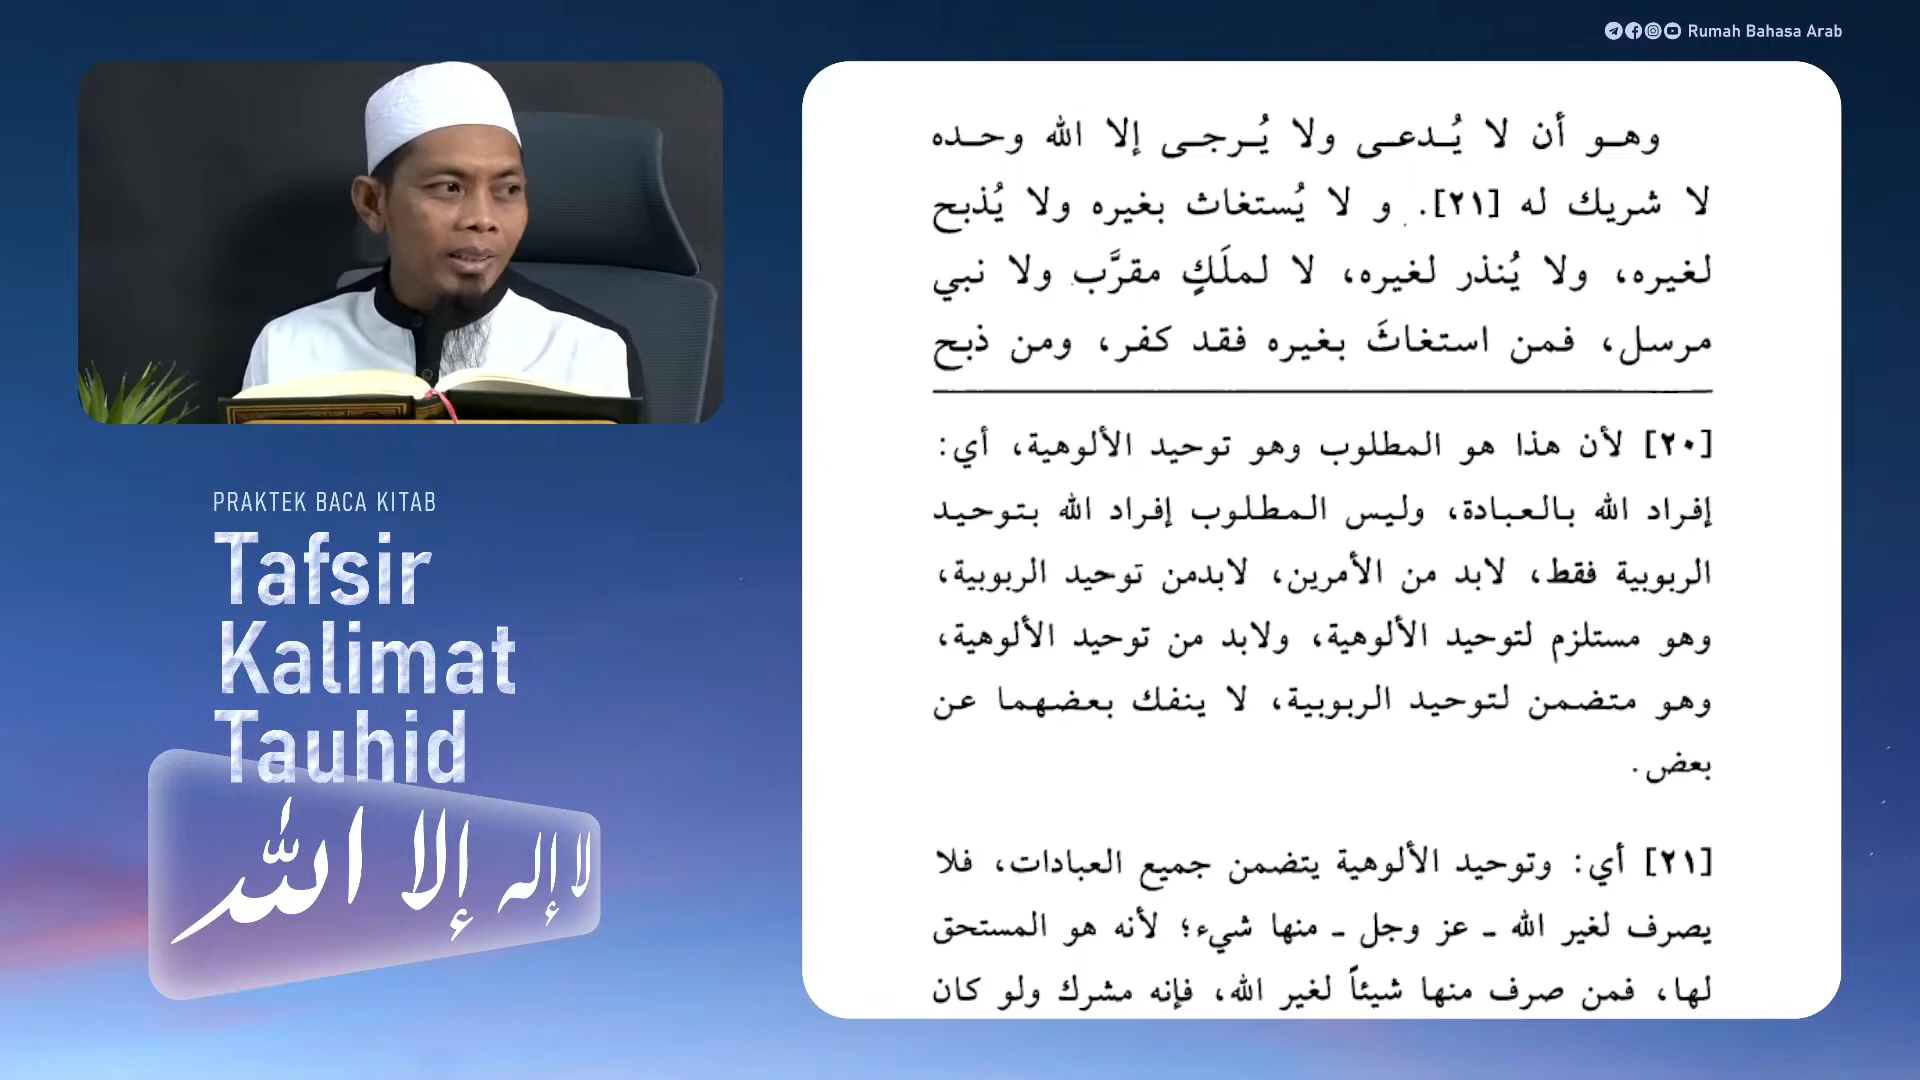 Rumah Bahasa Arab
PRAKTEK BACA KITAB
Tafsir
Kalimat
Tauhid
لا إله إلا الله
وهـو أن لا يُـدعـى ولا يُـرجـى إلا الله وحـده
لا شريك له [٢١]. و لا يُستغاث بغيره ولا يُذبح
لغيره، ولا يُنذر لغيره، لا لملَكٍ مقرَّب ولا نبي
مرسل، فمن استغاثَ بغيره فقد كفر، ومن ذبح
[٢٠] لأن هذا هو المطلوب وهو توحيد الألوهية، أي:
إفراد الله بالعبادة، وليس المطلوب إفراد الله بتوحيد
الربوبية فقط، لابد من الأمرين، لابدمن توحيد الربوبية،
وهو مستلزم لتوحيد الألوهية، ولابد من توحيد الألوهية،
وهو متضمن لتوحيد الربوبية، لا ينفك بعضهما عن
بعض.
[٢١] أي: وتوحيد الألوهية يتضمن جميع العبادات، فلا
يصرف لغير الله ـ عز وجل ـ منها شيء؛ لأنه هو المستحق
لها، فمن صرف منها شيئاً لغير الله، فإنه مشرك ولو كان